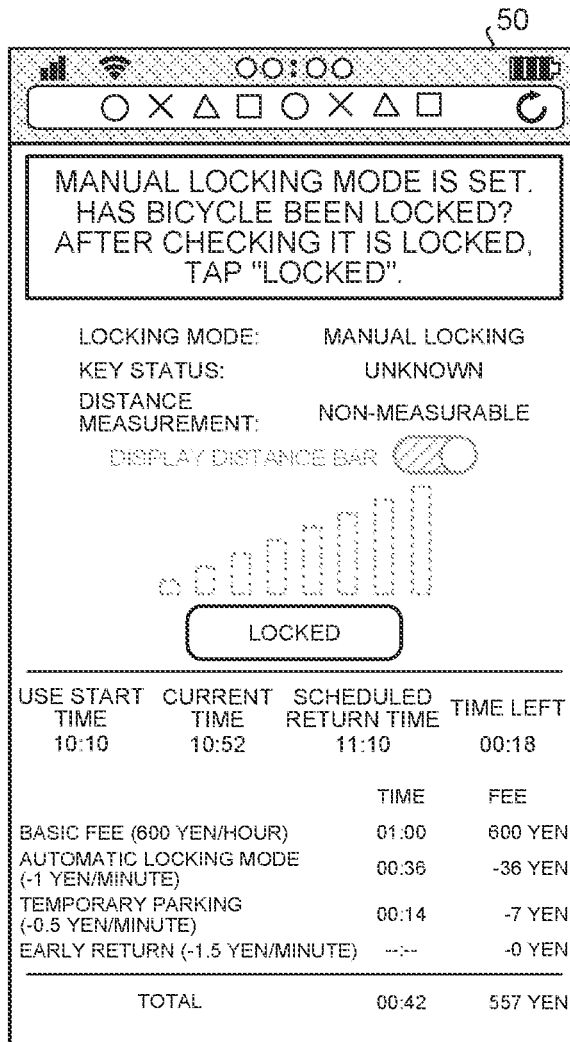 50
00:00
○×△□○×△□
MANUAL LOCKING MODE IS SET.
HAS BICYCLE BEEN LOCKED?
AFTER CHECKING IT IS LOCKED,
TAP "LOCKED".
LOCKING MODE: MANUAL LOCKING
KEY STATUS: UNKNOWN
DISTANCE
MEASUREMENT: NON-MEASURABLE
DISPLAY DISTANCE BAR
LOCKED
USE START TIME 10:10
CURRENT TIME 10:52
SCHEDULED RETURN TIME 11:10
TIME LEFT 00:18
TIME FEE
BASIC FEE (600 YEN/HOUR) 01:00 600 YEN
AUTOMATIC LOCKING MODE
(-1 YEN/MINUTE) 00:36 -36 YEN
TEMPORARY PARKING
(-0.5 YEN/MINUTE) 00:14 -7 YEN
EARLY RETURN (-1.5 YEN/MINUTE) --:-- -0 YEN
TOTAL 00:42 557 YEN